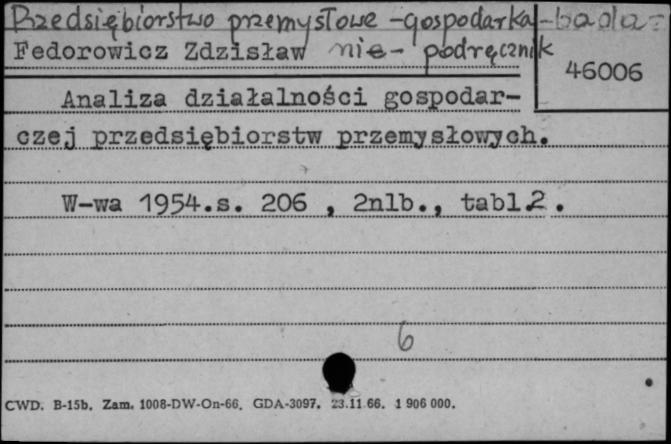 Przedsiębiorstwo przemysłowe - gospodarka - bada-
Fedorowicz Zdzisław nie - podręcznik
46006
Analiza działalności gospodar-
czej przedsiębiorstw przemysłowych.
W-wa 1954.s. 206 , 2nlb., tabl.2 .
6
CWD. B-15b. Zam. 1008-DW-On-66. GDA-3097. 23.11.66. 1 906 000.